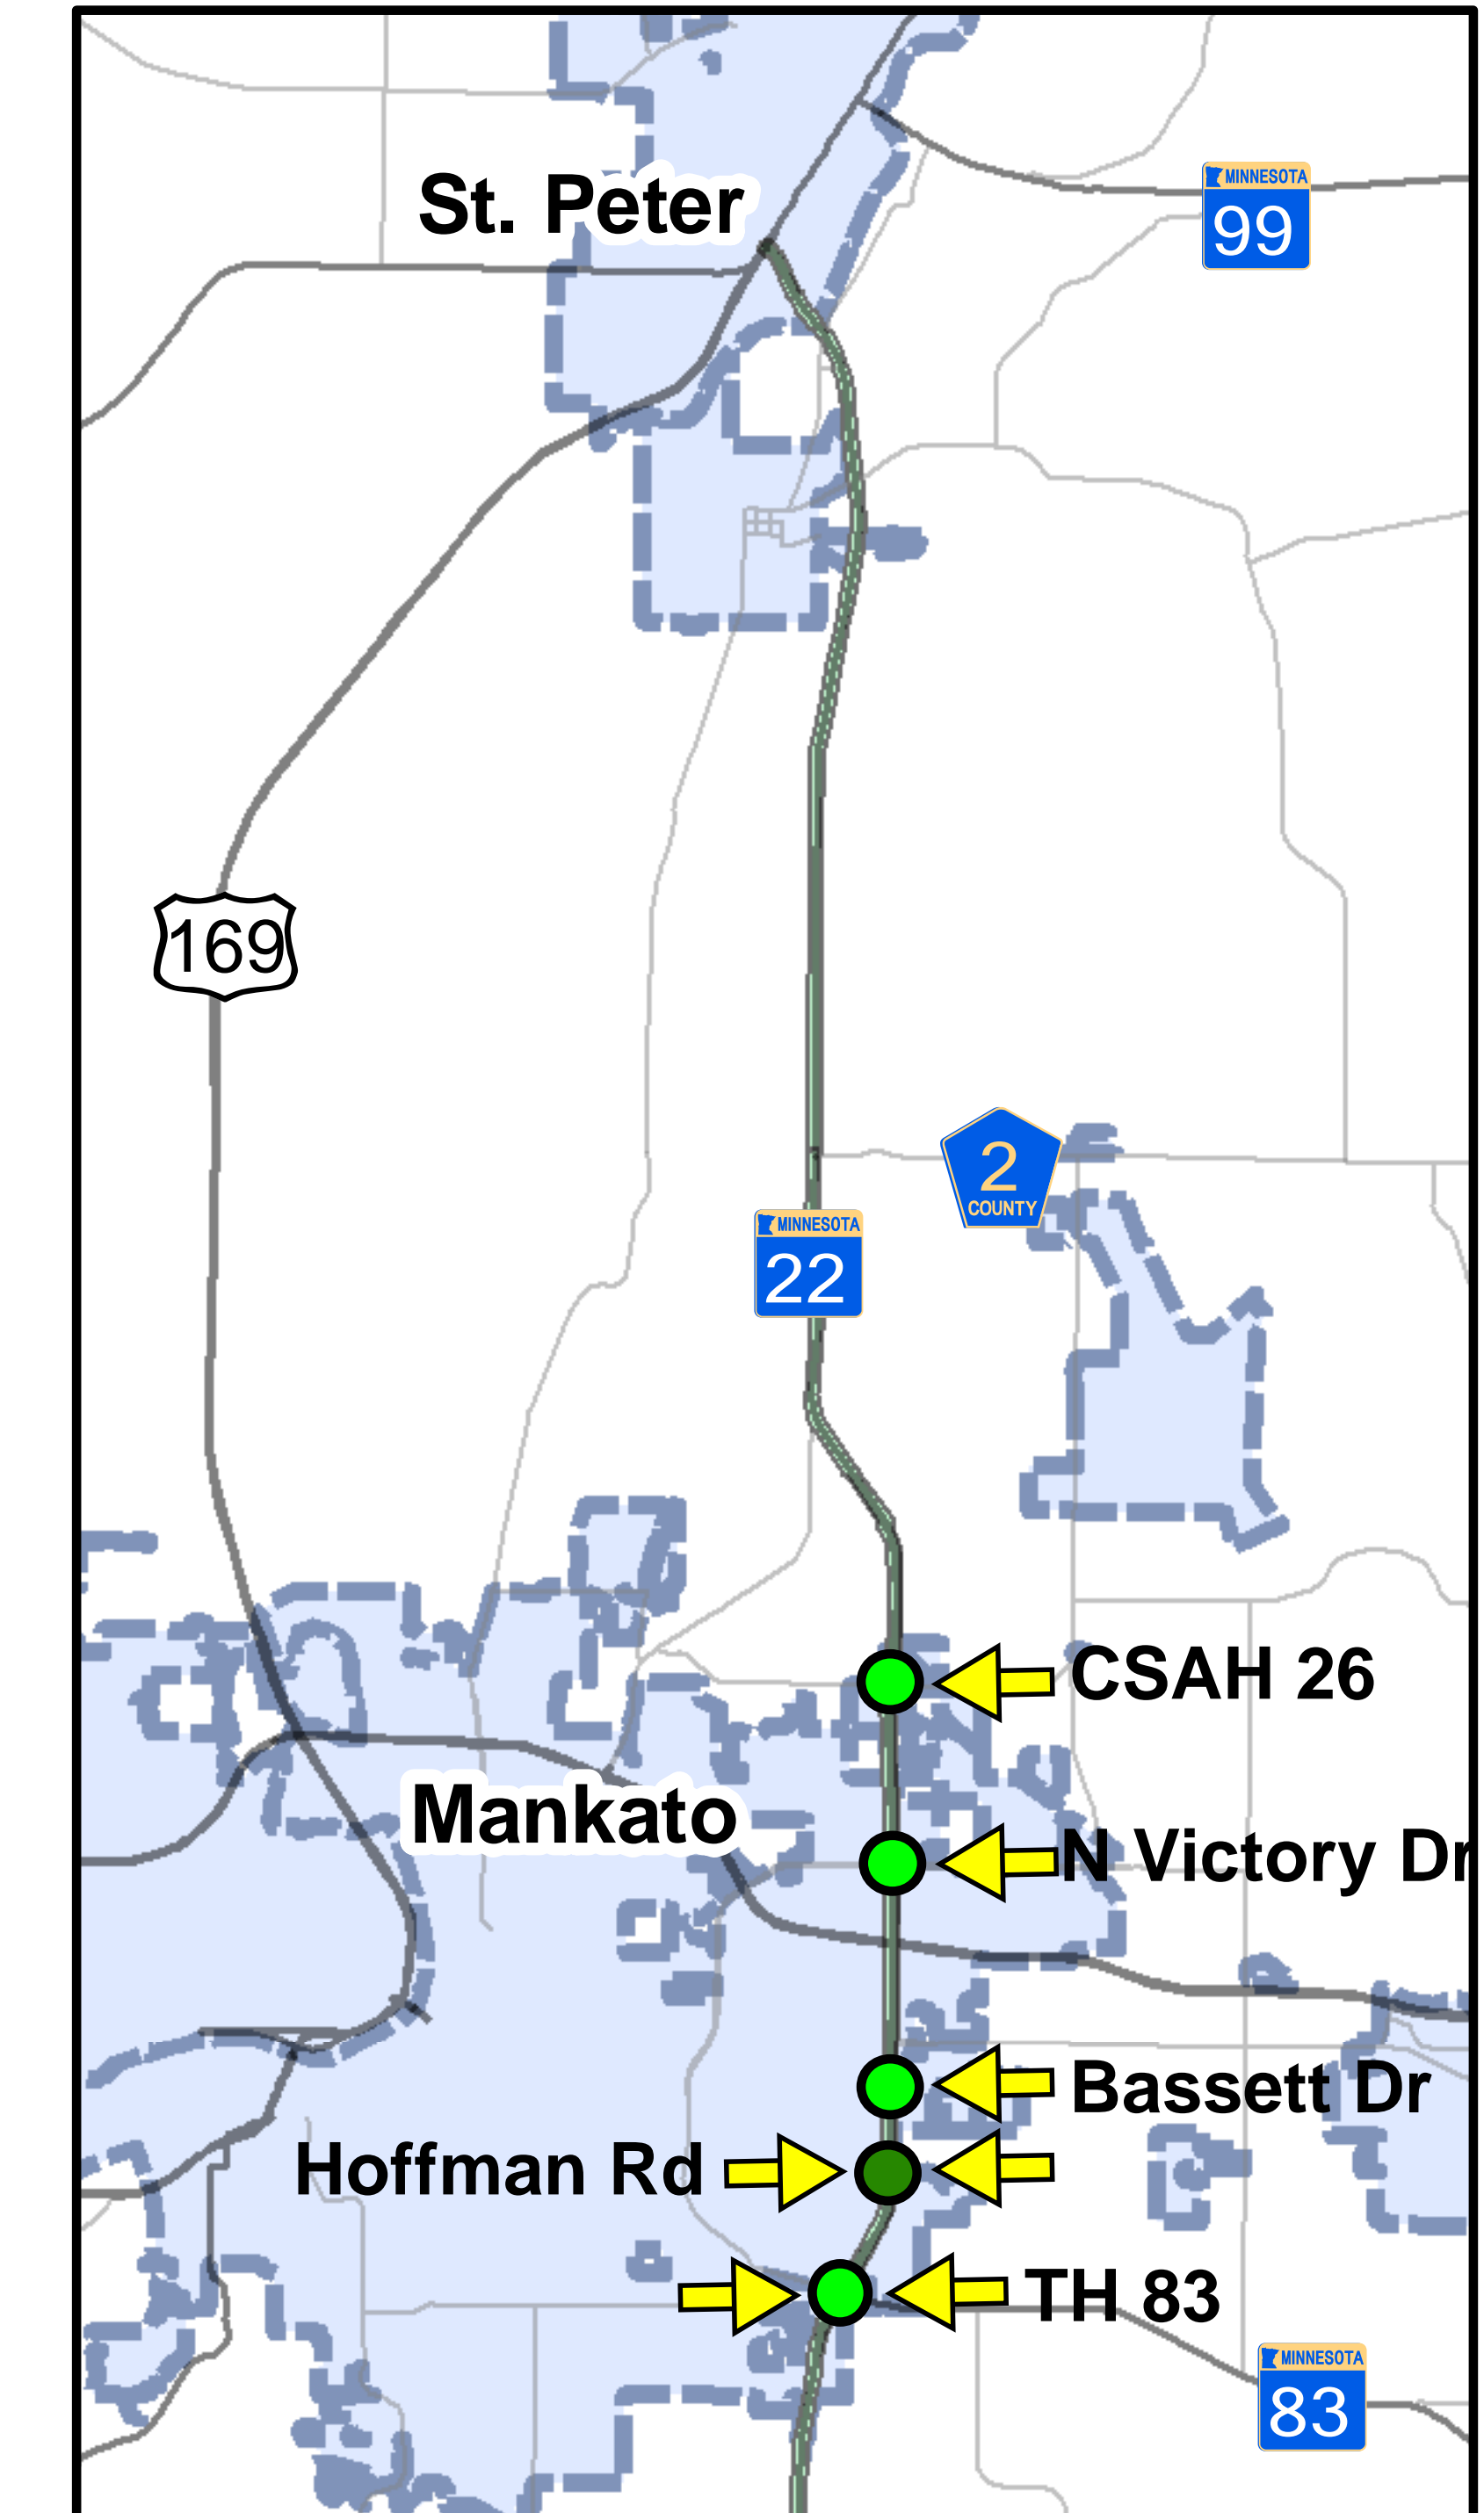 MINNESOTA
99
St. Peter
169
2
COUNTY
MINNESOTA
22
CSAH 26
Mankato
N Victory Dr
Bassett Dr
Hoffman Rd
TH 83
MINNESOTA
83